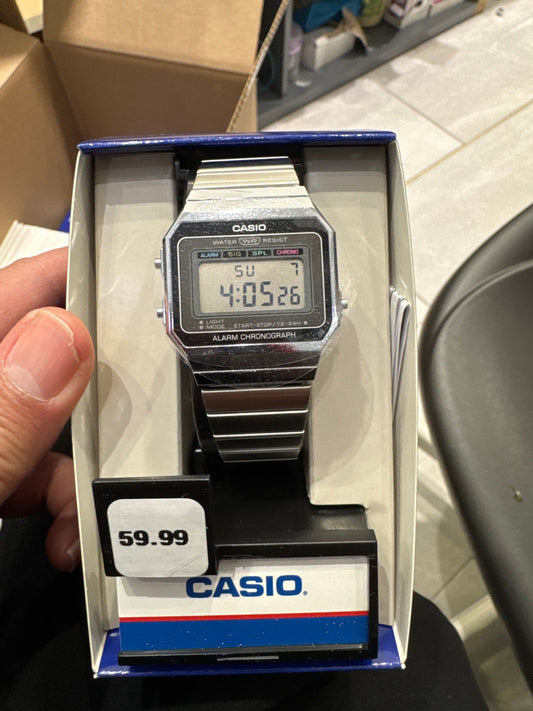 CASIO
WATER WR RESIST
ALARM SIG SPL CHRONO
SU 7
4:05 26
LIGHT
MODE START·STOP/12·24H
ALARM CHRONOGRAPH
59.99
CASIO®